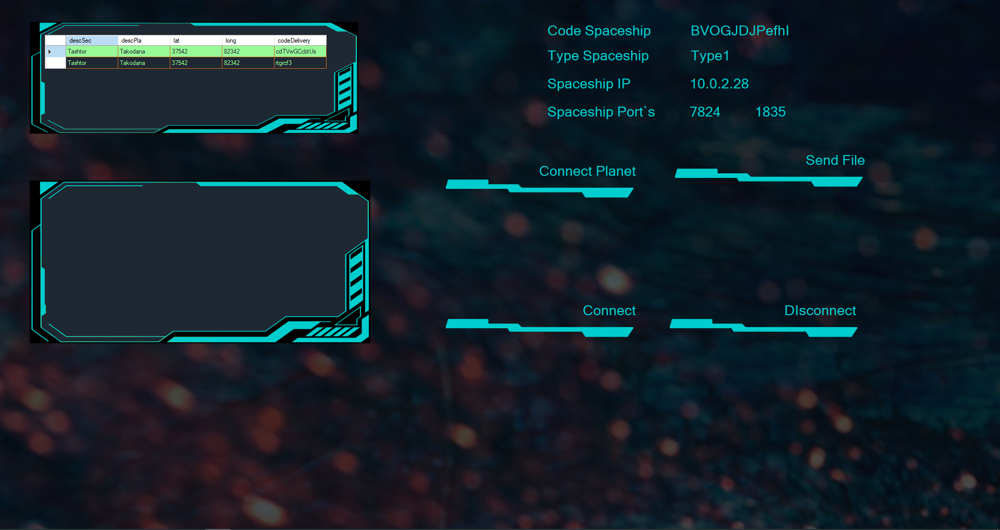 descSec descPla lat long codeDelivery
Tashtor Takodana 37542 82342 cdTVwGCcbtUs
Tashtor Takodana 37542 82342 rtgrcf3
Code Spaceship BVOGJDJPefhI
Type Spaceship Type1
Spaceship IP 10.0.2.28
Spaceship Port`s 7824 1835
Connect Planet
Send File
Connect
DIsconnect